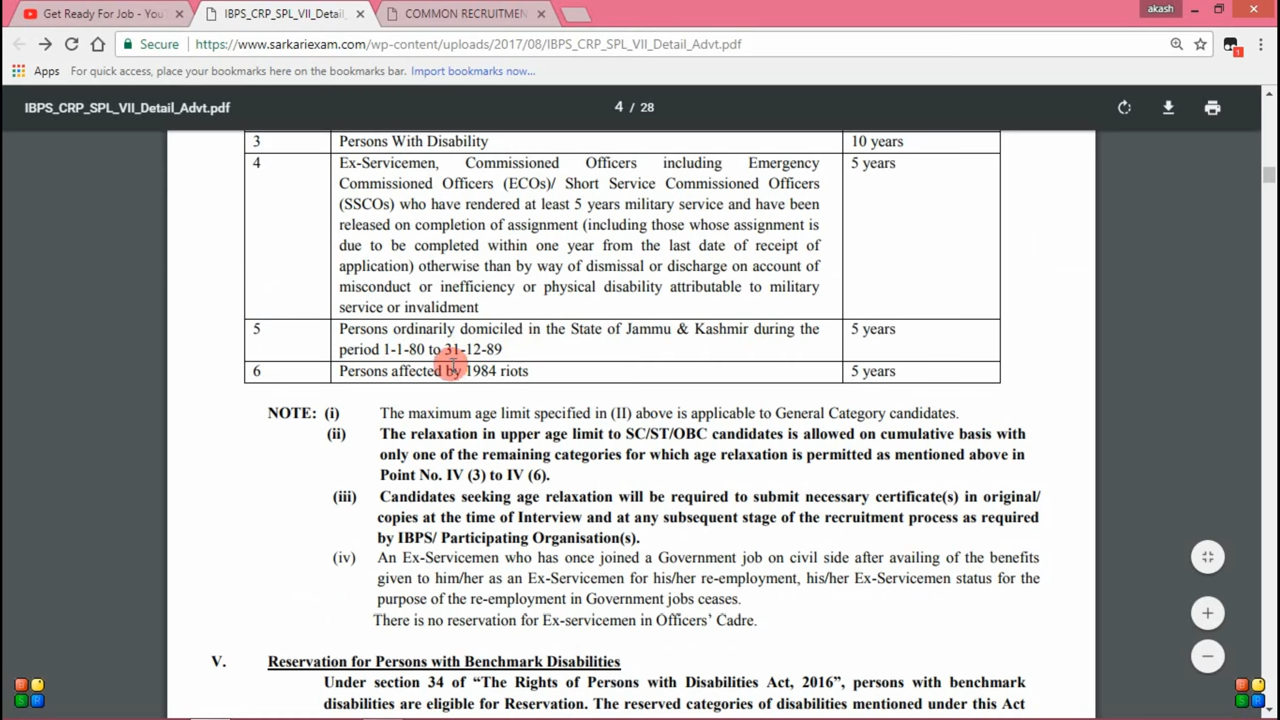 Get Ready For Job - You
IBPS_CRP_SPL_VII_Detail_
COMMON RECRUITMEN
akash
Secure
https://www.sarkariexam.com/wp-content/uploads/2017/08/IBPS_CRP_SPL_VII_Detail_Advt.pdf
1
Apps For quick access, place your bookmarks here on the bookmarks bar. Import bookmarks now...
IBPS_CRP_SPL_VII_Detail_Advt.pdf
4 / 28
3 Persons With Disability 10 years
4 Ex-Servicemen, Commissioned Officers including Emergency 5 years
Commissioned Officers (ECOs)/ Short Service Commissioned Officers
(SSCOs) who have rendered at least 5 years military service and have been
released on completion of assignment (including those whose assignment is
due to be completed within one year from the last date of receipt of
application) otherwise than by way of dismissal or discharge on account of
misconduct or inefficiency or physical disability attributable to military
service or invalidment
5 Persons ordinarily domiciled in the State of Jammu & Kashmir during the 5 years
period 1-1-80 to 31-12-89
6 Persons affected by 1984 riots 5 years
NOTE: (i) The maximum age limit specified in (II) above is applicable to General Category candidates.
(ii) The relaxation in upper age limit to SC/ST/OBC candidates is allowed on cumulative basis with
only one of the remaining categories for which age relaxation is permitted as mentioned above in
Point No. IV (3) to IV (6).
(iii) Candidates seeking age relaxation will be required to submit necessary certificate(s) in original/
copies at the time of Interview and at any subsequent stage of the recruitment process as required
by IBPS/ Participating Organisation(s).
(iv) An Ex-Servicemen who has once joined a Government job on civil side after availing of the benefits
given to him/her as an Ex-Servicemen for his/her re-employment, his/her Ex-Servicemen status for the
purpose of the re-employment in Government jobs ceases.
There is no reservation for Ex-servicemen in Officers' Cadre.
V. Reservation for Persons with Benchmark Disabilities
Under section 34 of "The Rights of Persons with Disabilities Act, 2016", persons with benchmark
disabilities are eligible for Reservation. The reserved categories of disabilities mentioned under this Act
S R
S R